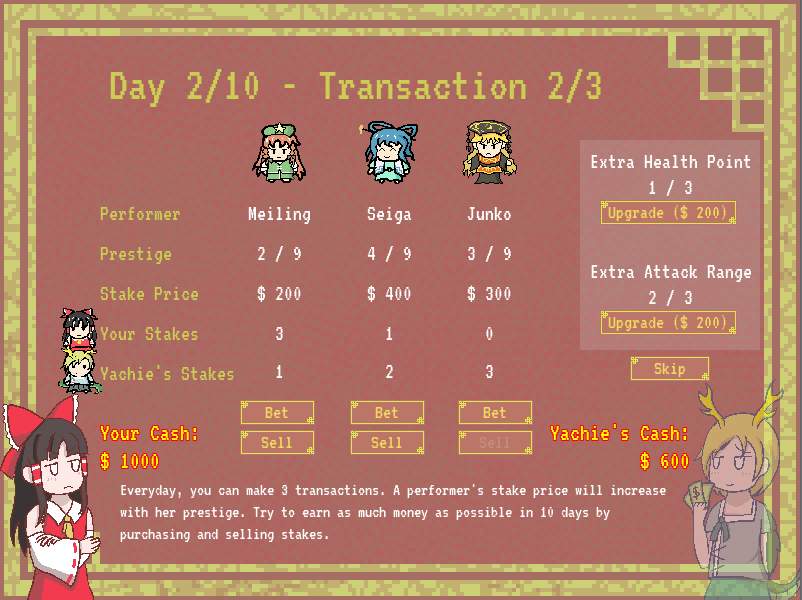 Day 2/10 - Transaction 2/3
Performer Meiling Seiga Junko
Prestige 2 / 9 4 / 9 3 / 9
Stake Price $ 200 $ 400 $ 300
Your Stakes 3 1 0
Yachie's Stakes 1 2 3
Bet Bet Bet
Sell Sell Sell
Extra Health Point
1 / 3
Upgrade ($ 200)
Extra Attack Range
2 / 3
Upgrade ($ 200)
Skip
Your Cash:
$ 1000
Yachie's Cash:
$ 600
Everyday, you can make 3 transactions. A performer's stake price will increase
with her prestige. Try to earn as much money as possible in 10 days by
purchasing and selling stakes.